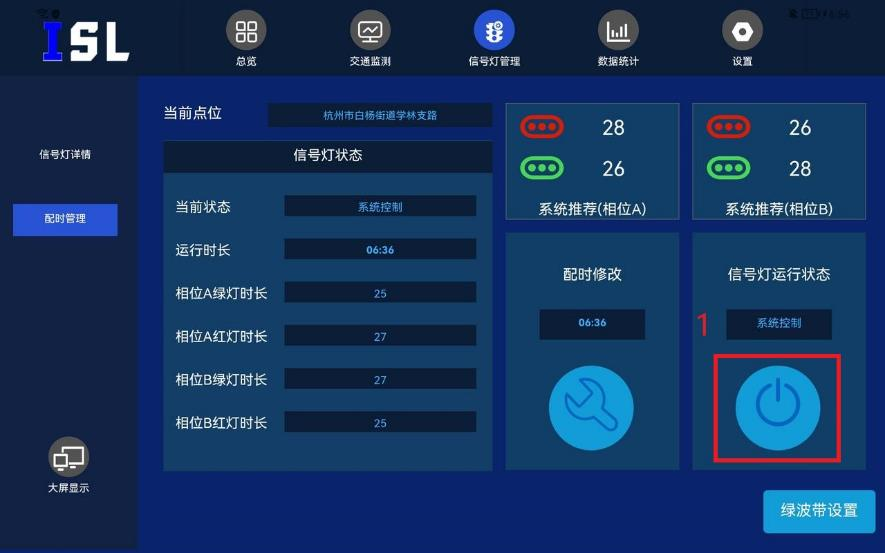 ISL
总览
交通监测
信号灯管理
数据统计
设置
信号灯详情
配时管理
大屏显示
当前点位
杭州市白杨街道学林支路
信号灯状态
当前状态
系统控制
运行时长
06:36
相位A绿灯时长
25
相位A红灯时长
27
相位B绿灯时长
27
相位B红灯时长
25
28
26
系统推荐(相位A)
26
28
系统推荐(相位B)
配时修改
06:36
信号灯运行状态
1
系统控制
绿波带设置